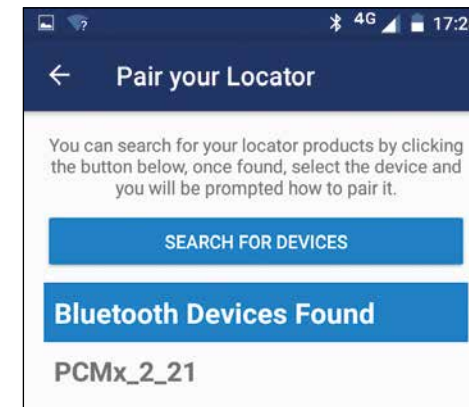 4G 17:2
Pair your Locator
You can search for your locator products by clicking
the button below, once found, select the device and
you will be prompted how to pair it.
SEARCH FOR DEVICES
Bluetooth Devices Found
PCMx_2_21